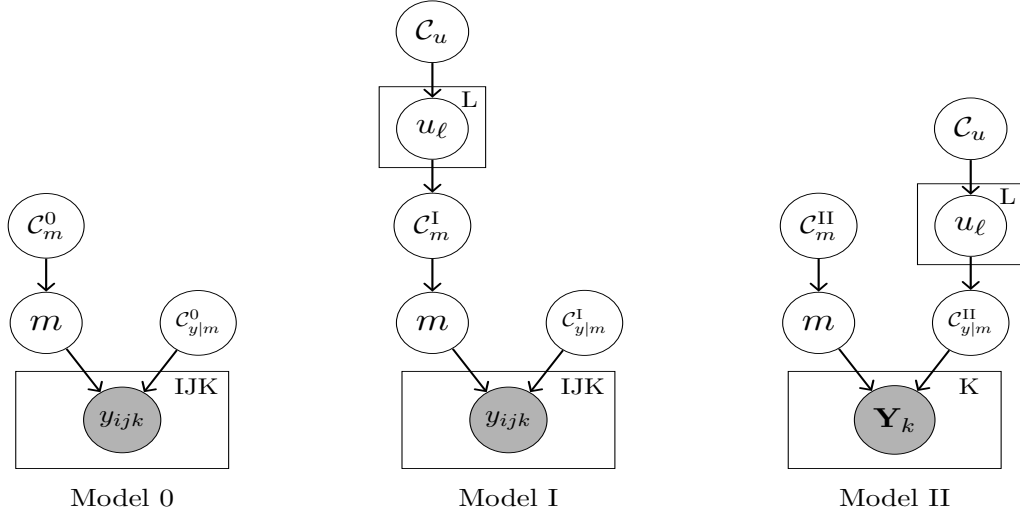 𝒞_u
L
u_ℓ
𝒞_m^0
m
𝒞_{y|m}^0
IJK
y_{ijk}
Model 0
𝒞_m^I
m
𝒞_{y|m}^I
IJK
y_{ijk}
Model I
𝒞_u
L
u_ℓ
𝒞_m^{II}
m
𝒞_{y|m}^{II}
K
𝐘_k
Model II